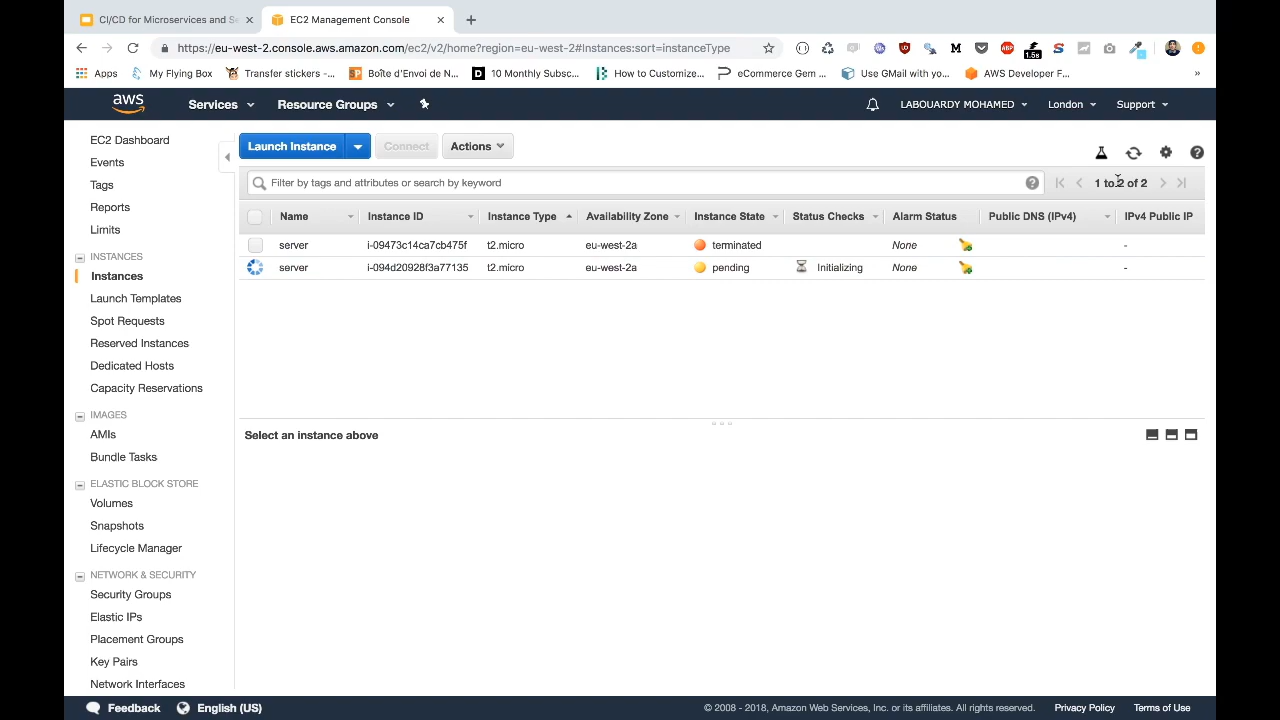 CI/CD for Microservices and Se
EC2 Management Console
https://eu-west-2.console.aws.amazon.com/ec2/v2/home?region=eu-west-2#Instances:sort=instanceType
Apps
My Flying Box
Transfer stickers -...
Boîte d'Envoi de N...
10 Monthly Subsc...
How to Customize...
eCommerce Gem ...
Use GMail with yo...
AWS Developer F...
»
aws
Services
Resource Groups
LABOUARDY MOHAMED
London
Support
EC2 Dashboard
Events
Tags
Reports
Limits
INSTANCES
Instances
Launch Templates
Spot Requests
Reserved Instances
Dedicated Hosts
Capacity Reservations
IMAGES
AMIs
Bundle Tasks
ELASTIC BLOCK STORE
Volumes
Snapshots
Lifecycle Manager
NETWORK & SECURITY
Security Groups
Elastic IPs
Placement Groups
Key Pairs
Network Interfaces
Launch Instance
Connect
Actions
Filter by tags and attributes or search by keyword
1 to 2 of 2
Name Instance ID Instance Type Availability Zone Instance State Status Checks Alarm Status Public DNS (IPv4) IPv4 Public IP
server i-09473c14ca7cb475f t2.micro eu-west-2a terminated None -
server i-094d20928f3a77135 t2.micro eu-west-2a pending Initializing None -
Select an instance above
Feedback
English (US)
© 2008 - 2018, Amazon Web Services, Inc. or its affiliates. All rights reserved.
Privacy Policy
Terms of Use